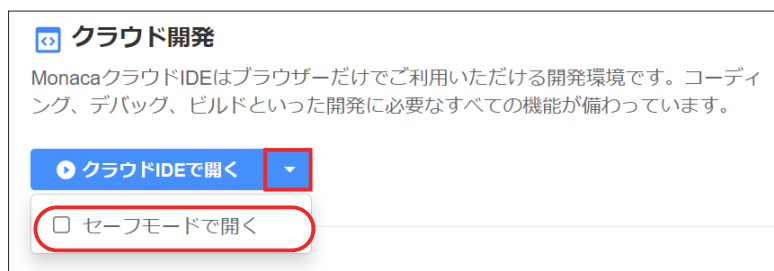 クラウド開発
MonacaクラウドIDEはブラウザーだけでご利用いただける開発環境です。コーディ
ング、デバッグ、ビルドといった開発に必要なすべての機能が備わっています。
クラウドIDEで開く
セーフモードで開く